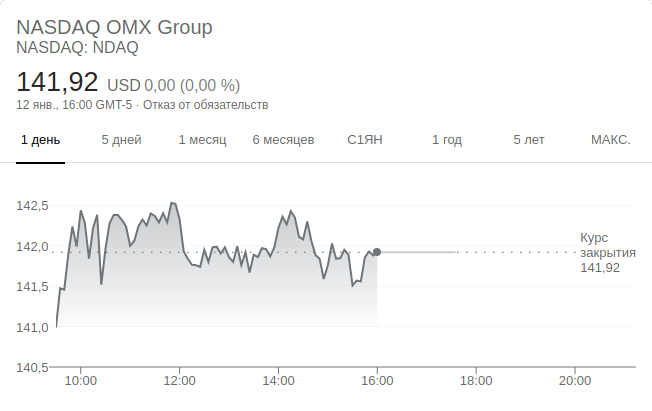 NASDAQ OMX Group
NASDAQ: NDAQ
141,92 USD 0,00 (0,00 %)
12 янв., 16:00 GMT-5 · Отказ от обязательств
1 день 5 дней 1 месяц 6 месяцев С1ЯН 1 год 5 лет МАКС.
142,5
142,0
141,5
141,0
140,5
Курс
закрытия
141,92
10:00 12:00 14:00 16:00 18:00 20:00